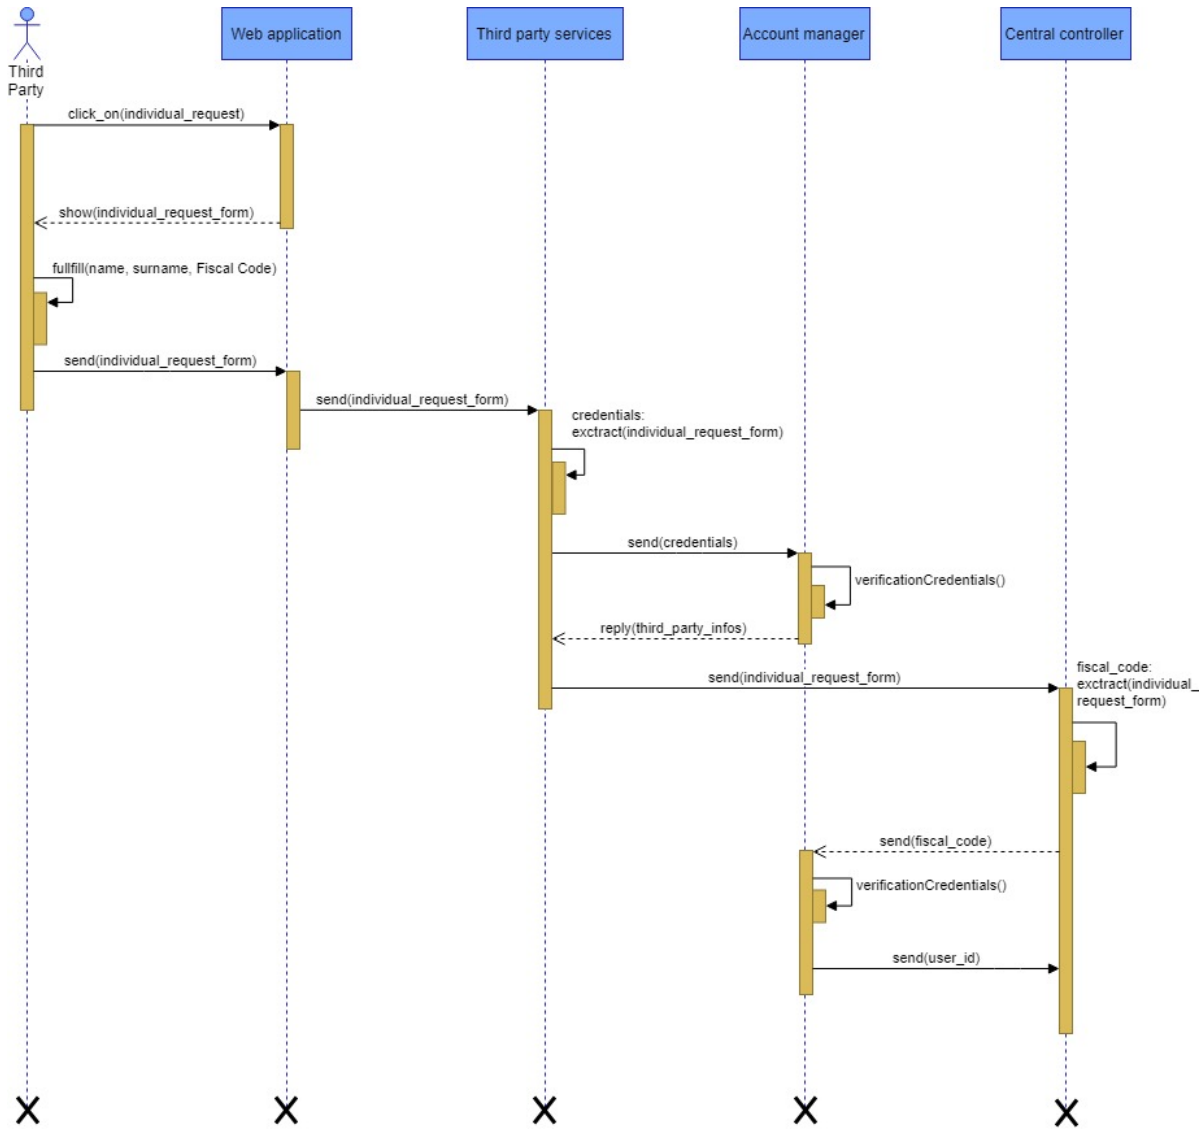 Third
Party
Web application
Third party services
Account manager
Central controller
click_on(individual_request)
show(individual_request_form)
fullfill(name, surname, Fiscal Code)
send(individual_request_form)
send(individual_request_form)
credentials:
exctract(individual_request_form)
send(credentials)
verificationCredentials()
reply(third_party_infos)
send(individual_request_form)
fiscal_code:
exctract(individual_
request_form)
send(fiscal_code)
verificationCredentials()
send(user_id)